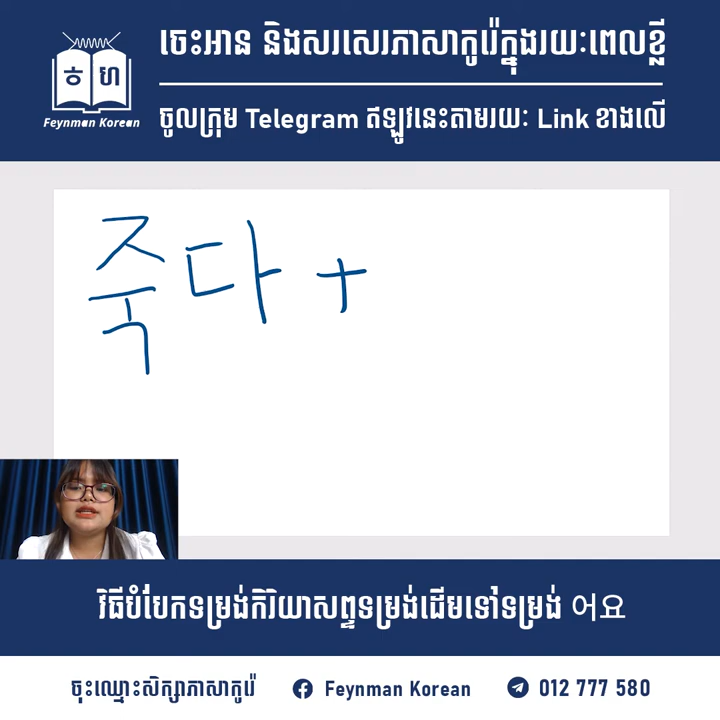 ចេះអាន និងសរសេរភាសាកូរ៉េក្នុងរយៈពេលខ្លី
ចូលក្រុម Telegram ឥឡូវនេះតាមរយៈ Link ខាងលើ
ㅎ ហ
Feynman Korean
죽다 +
វិធីបំបែកទម្រង់កិរិយាសព្ទទម្រង់ដើមទៅទម្រង់ 어요
ចុះឈ្មោះសិក្សាភាសាកូរ៉េ
Feynman Korean
012 777 580